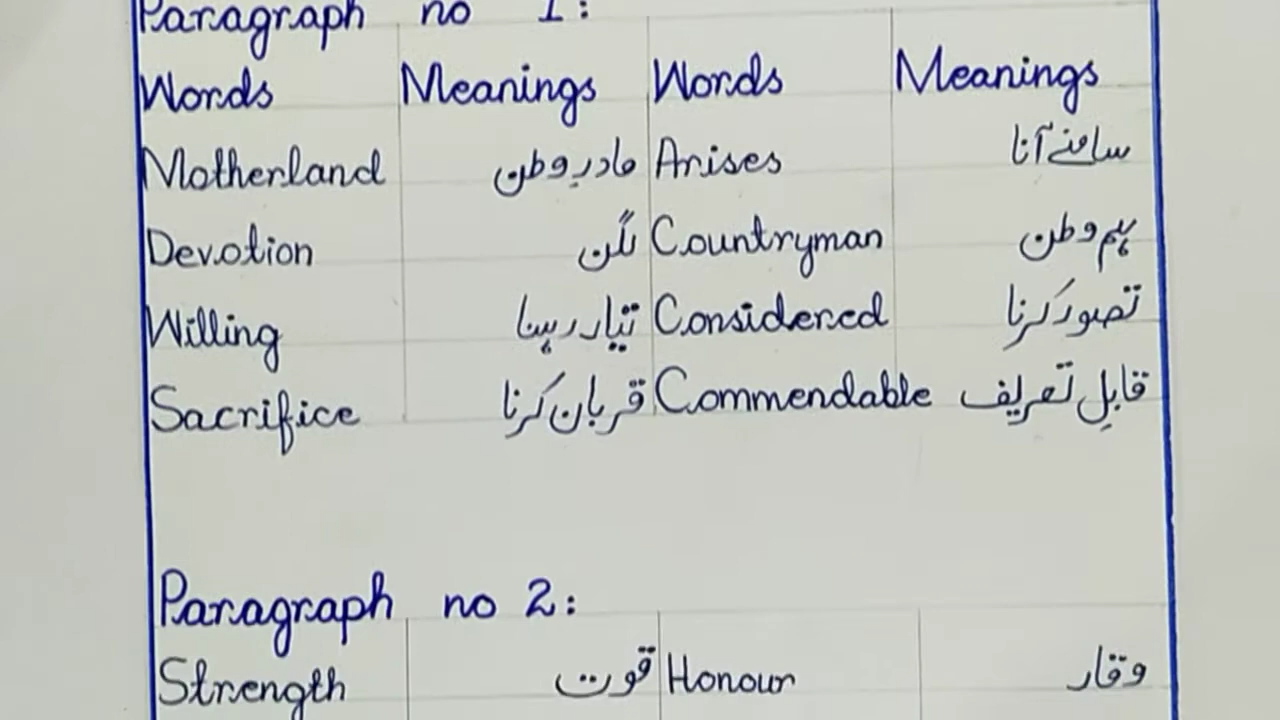 Paragraph no 1:
Words Meanings Words Meanings
Motherland مادرِ وطن Arises سامنے آنا
Devotion لگن Countryman ہم وطن
Willing تیار رہنا Considered تصور کرنا
Sacrifice قربان کرنا Commendable قابلِ تعریف
Paragraph no 2:
Strength قوت Honour وقار